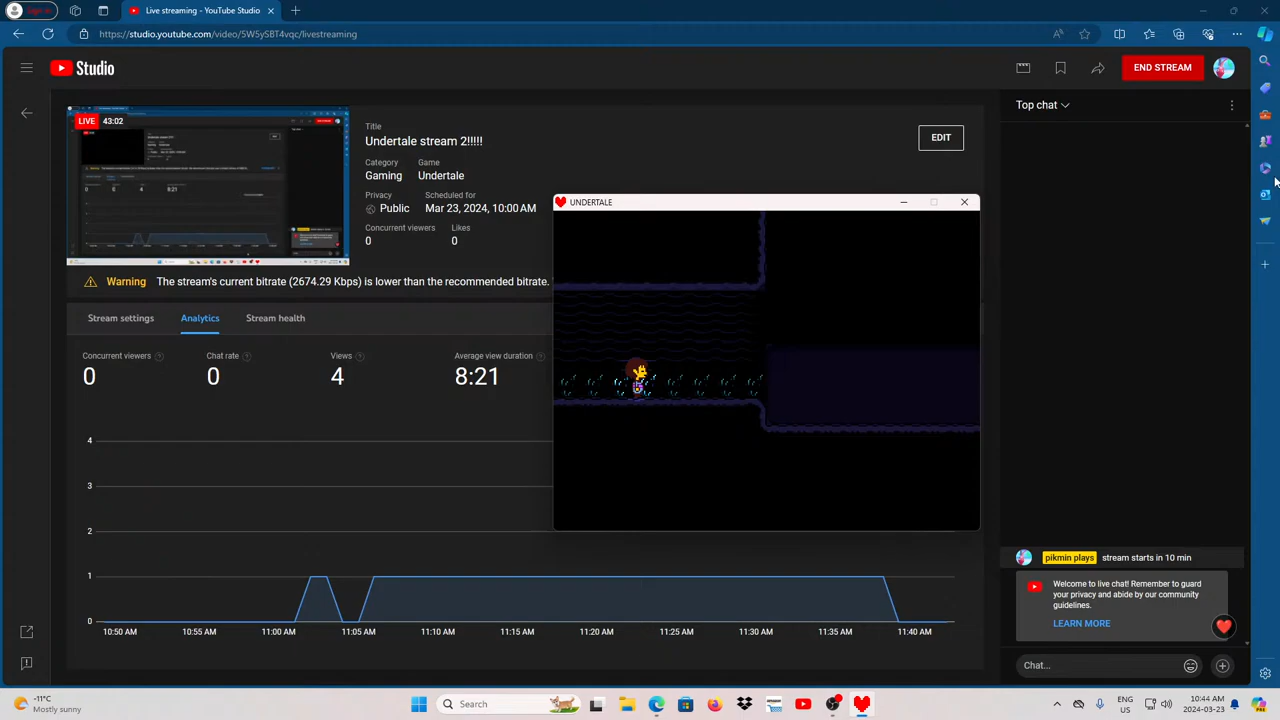 Sign in
Live streaming - YouTube Studio
https://studio.youtube.com/video/5W5ySBT4vqc/livestreaming
Studio
END STREAM
LIVE 43:02
Title
Undertale stream 2!!!!!
EDIT
Category Game
Gaming Undertale
Privacy Scheduled for
Public Mar 23, 2024, 10:00 AM
Concurrent viewers Likes
0 0
Warning The stream's current bitrate (2674.29 Kbps) is lower than the recommended bitrate.
Stream settings Analytics Stream health
Concurrent viewers Chat rate Views Average view duration
0 0 4 8:21
4
3
2
1
0
10:50 AM 10:55 AM 11:00 AM 11:05 AM 11:10 AM 11:15 AM 11:20 AM 11:25 AM 11:30 AM 11:35 AM 11:40 AM
UNDERTALE
Top chat
pikmin plays stream starts in 10 min
Welcome to live chat! Remember to guard
your privacy and abide by our community
guidelines.
LEARN MORE
Chat...
-11°C
Mostly sunny
Search
amazon
ENG
US
10:44 AM
2024-03-23